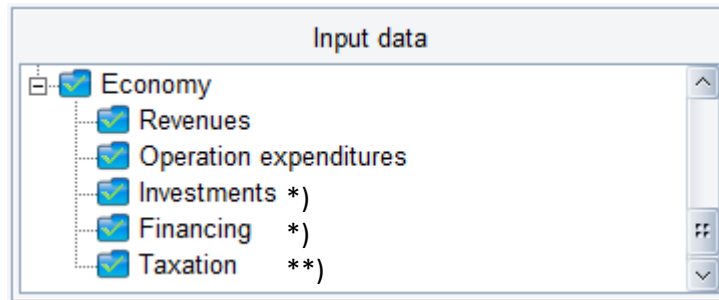 Input data
Economy
Revenues
Operation expenditures
Investments *)
Financing *)
Taxation **)